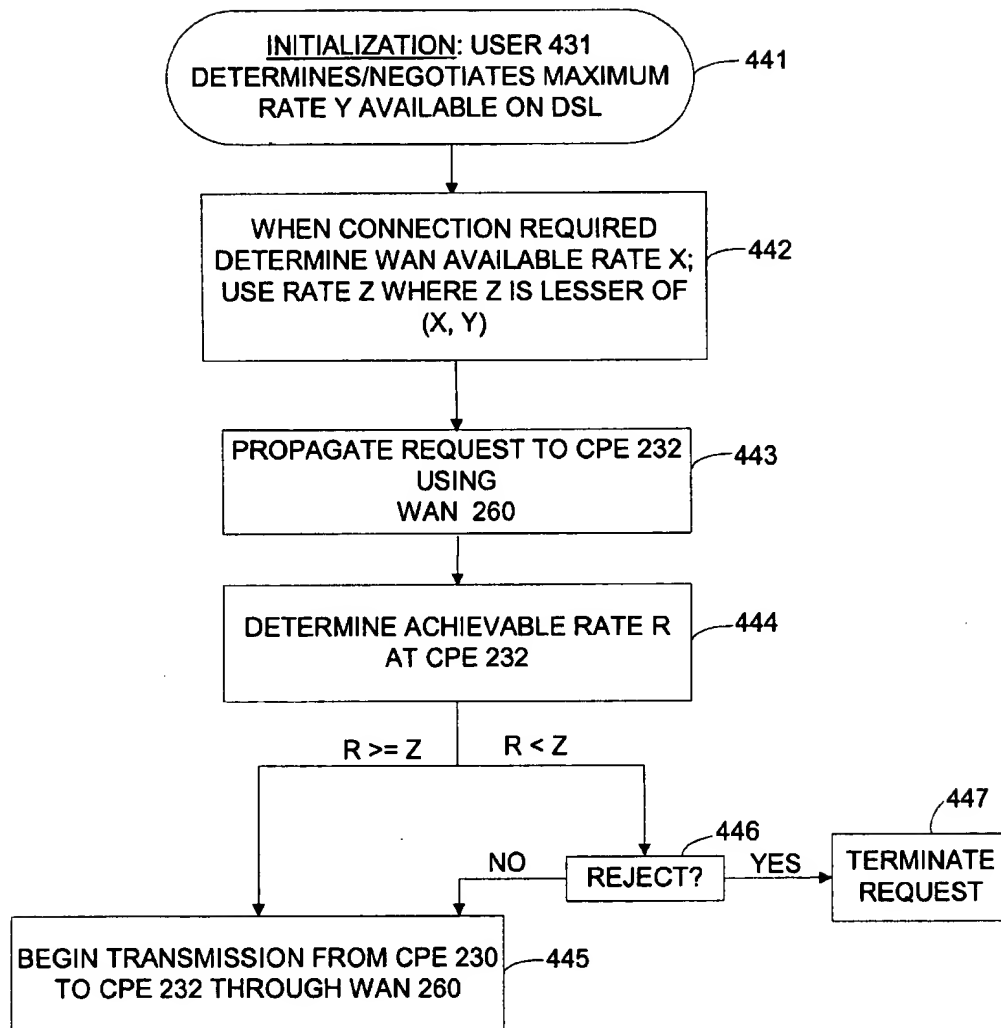 INITIALIZATION: USER 431
DETERMINES/NEGOTIATES MAXIMUM
RATE Y AVAILABLE ON DSL
441
WHEN CONNECTION REQUIRED
DETERMINE WAN AVAILABLE RATE X;
USE RATE Z WHERE Z IS LESSER OF
(X, Y)
442
PROPAGATE REQUEST TO CPE 232
USING
WAN 260
443
DETERMINE ACHIEVABLE RATE R
AT CPE 232
444
R >= Z
R < Z
446
447
NO
REJECT?
YES
TERMINATE
REQUEST
BEGIN TRANSMISSION FROM CPE 230
TO CPE 232 THROUGH WAN 260
445